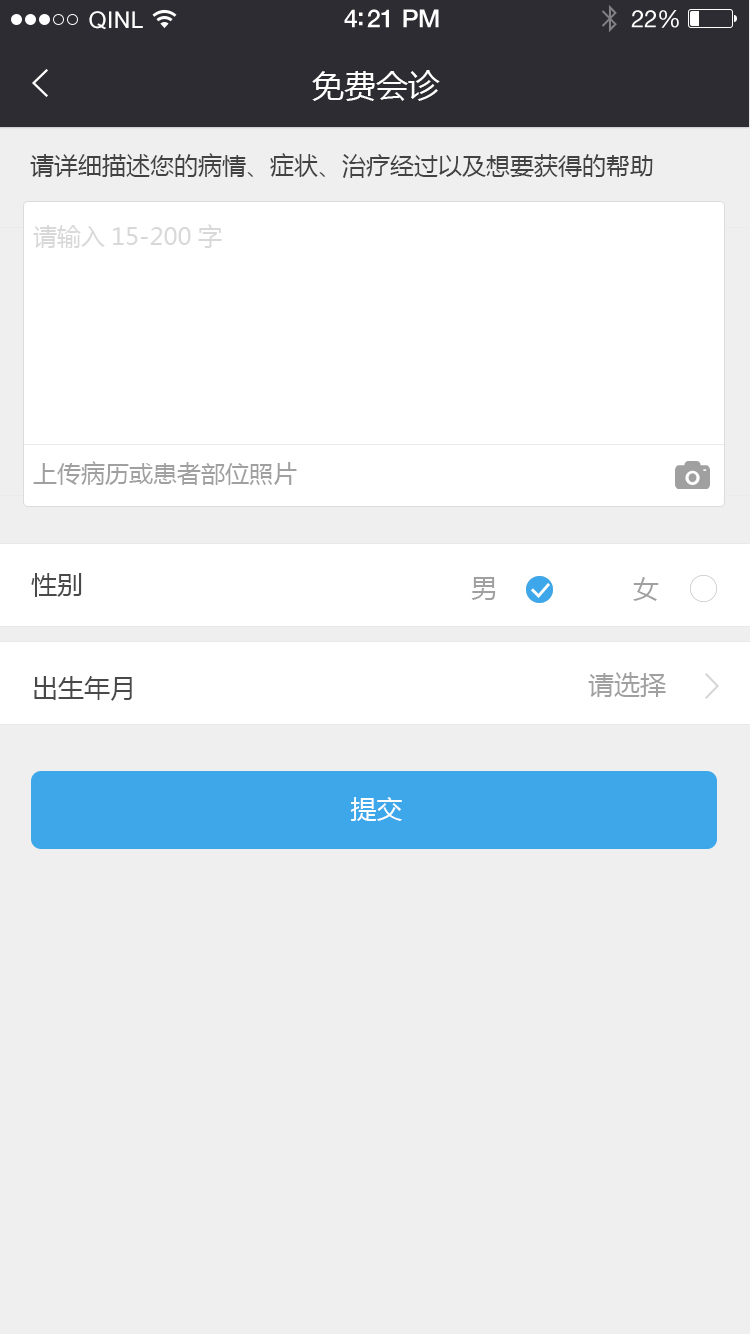 QINL 4:21 PM 22%
免费会诊
请详细描述您的病情、症状、治疗经过以及想要获得的帮助
请输入 15-200 字
上传病历或患者部位照片
性别 男 女
出生年月 请选择
提交